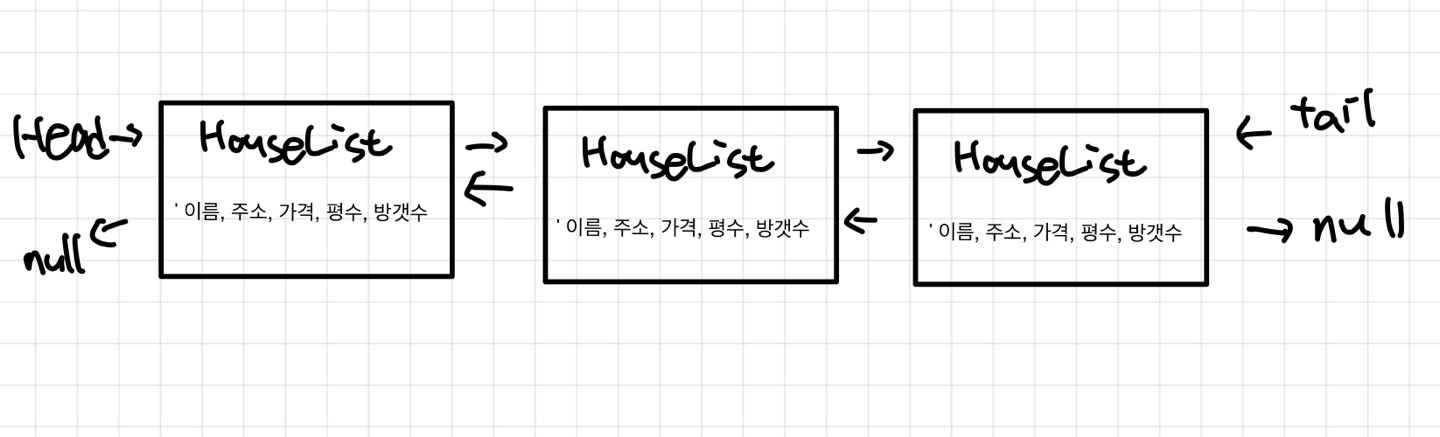 Head→
HouseList
' 이름, 주소, 가격, 평수, 방갯수
null
HouseList
' 이름, 주소, 가격, 평수, 방갯수
HouseList
' 이름, 주소, 가격, 평수, 방갯수
tail
null